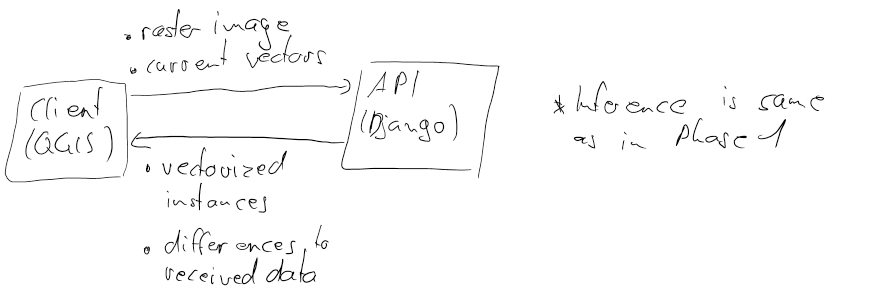 • raster image
• current vectors
Client
(QGIS)
API
(Django)
* Inference is same
as in Phase 1
• vectorized
instances
• differences to
received data